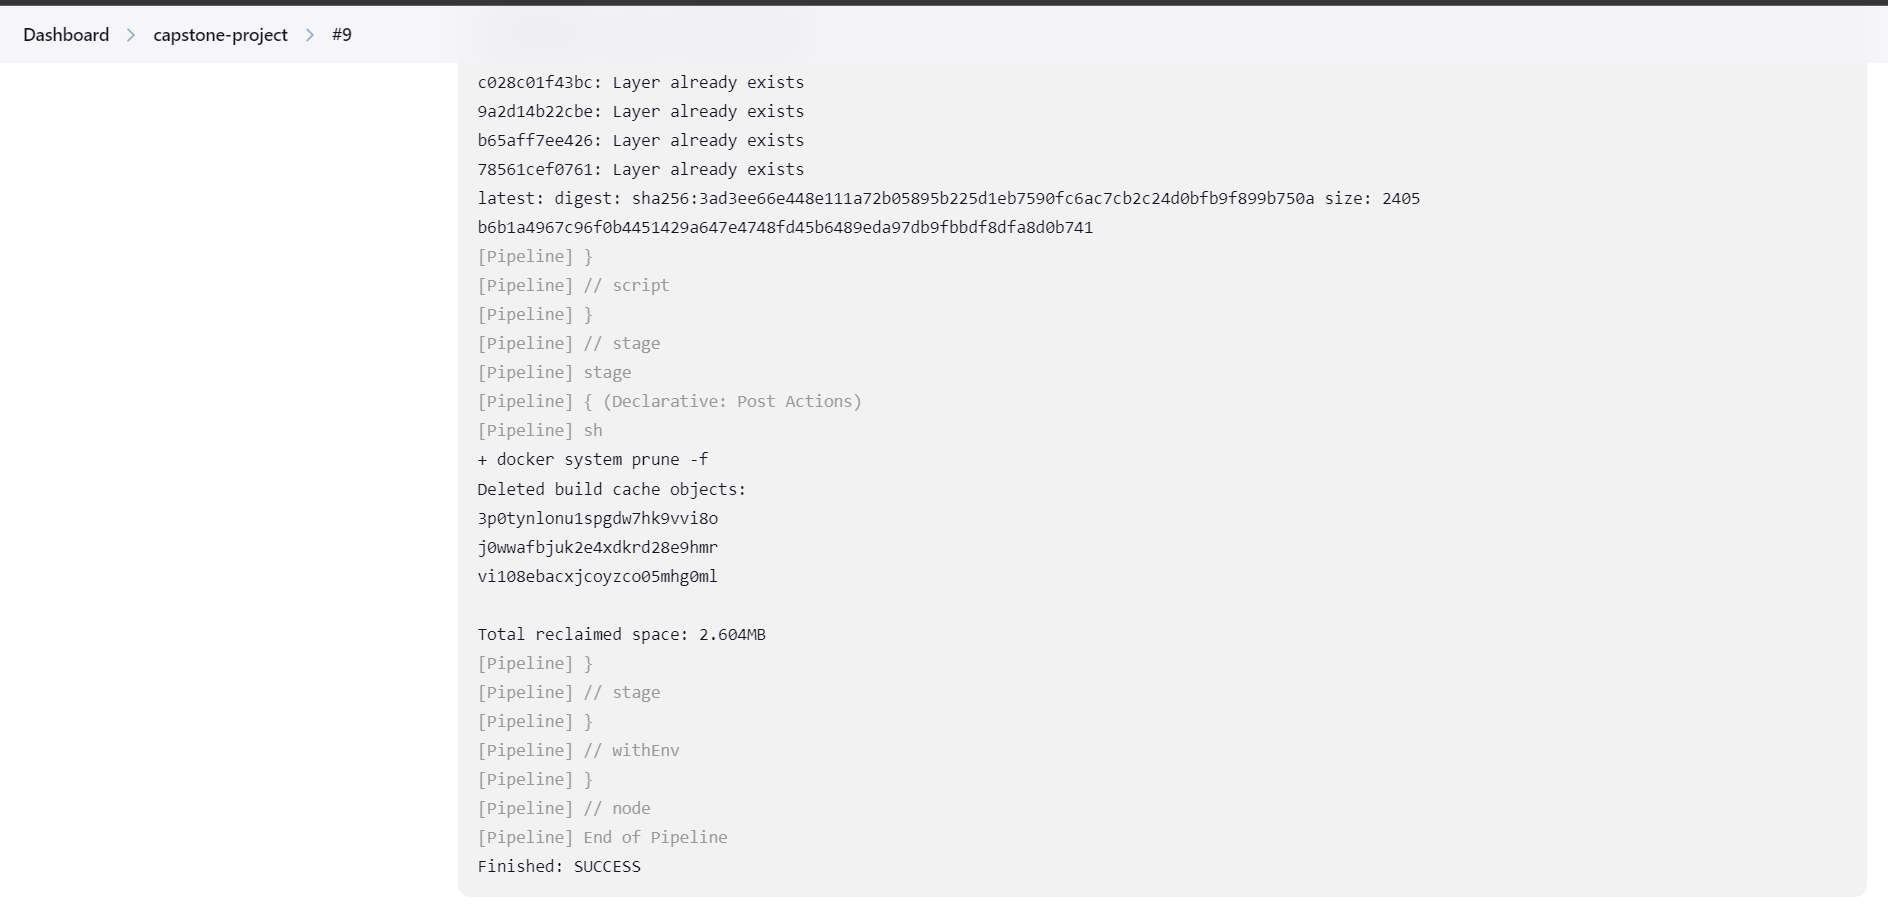 Dashboard > capstone-project > #9
c028c01f43bc: Layer already exists
9a2d14b22cbe: Layer already exists
b65aff7ee426: Layer already exists
78561cef0761: Layer already exists
latest: digest: sha256:3ad3ee66e448e111a72b05895b225d1eb7590fc6ac7cb2c24d0bfb9f899b750a size: 2405
b6b1a4967c96f0b4451429a647e4748fd45b6489eda97db9fbbdf8dfa8d0b741
[Pipeline] }
[Pipeline] // script
[Pipeline] }
[Pipeline] // stage
[Pipeline] stage
[Pipeline] { (Declarative: Post Actions)
[Pipeline] sh
+ docker system prune -f
Deleted build cache objects:
3p0tynlonu1spgdw7hk9vvi8o
j0wwafbjuk2e4xdkrd28e9hmr
vi108ebacxjcoyzco05mhg0ml
Total reclaimed space: 2.604MB
[Pipeline] }
[Pipeline] // stage
[Pipeline] }
[Pipeline] // withEnv
[Pipeline] }
[Pipeline] // node
[Pipeline] End of Pipeline
Finished: SUCCESS